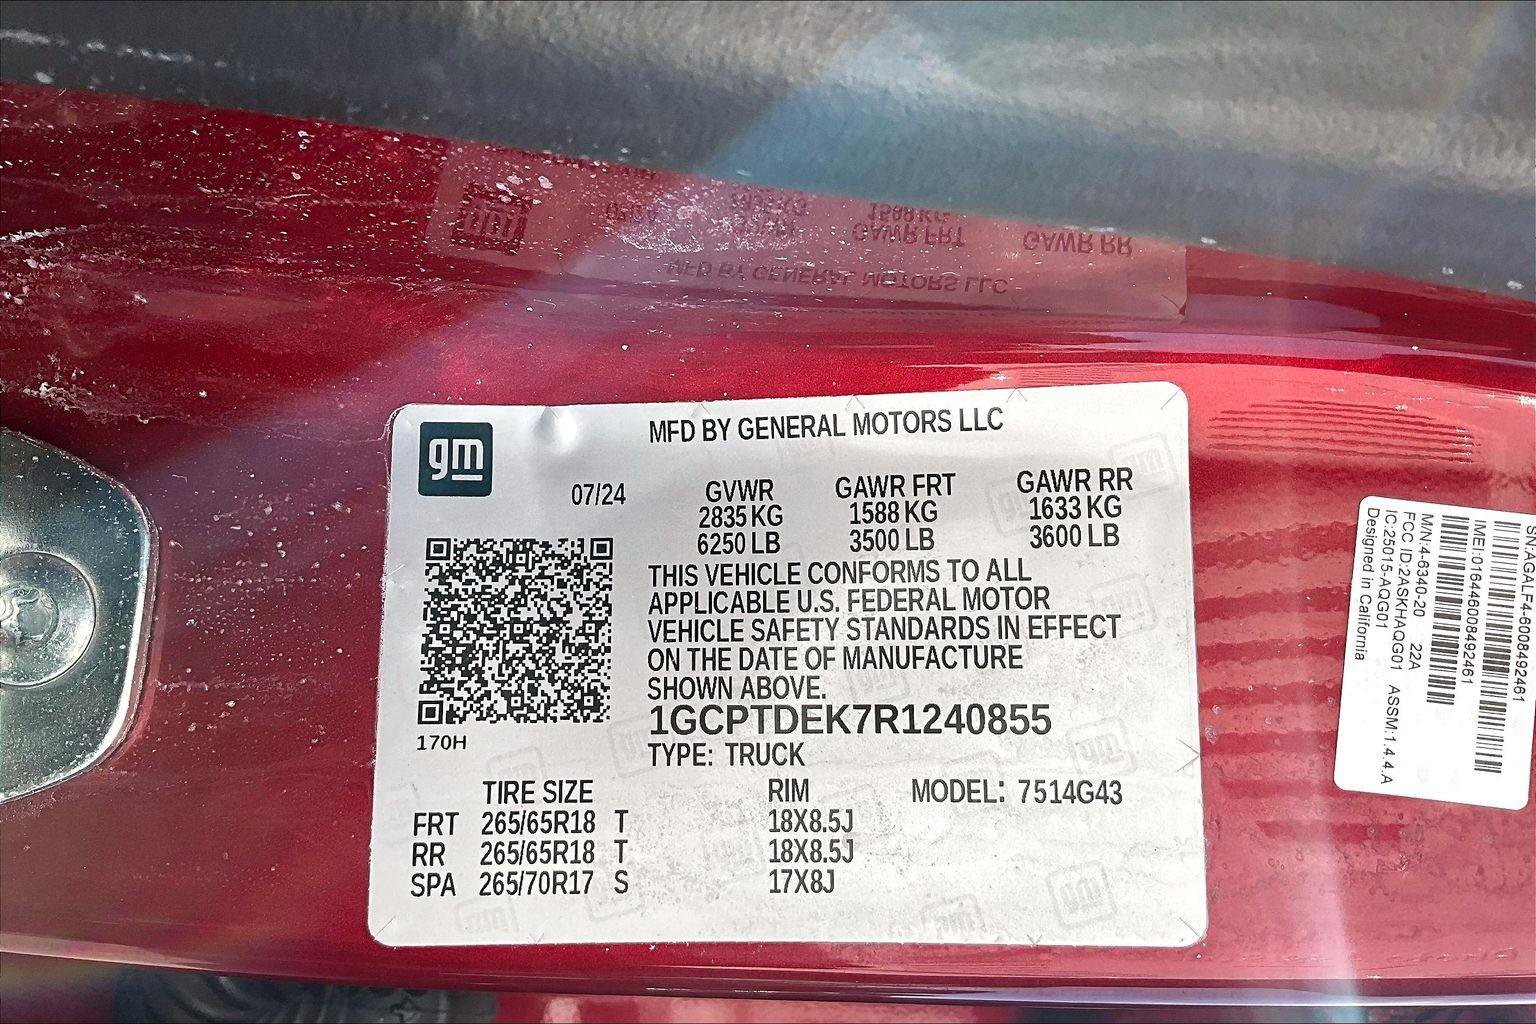 gm
MFD BY GENERAL MOTORS LLC
07/24
GVWR GAWR FRT GAWR RR
2835 KG 1588 KG 1633 KG
6250 LB 3500 LB 3600 LB
THIS VEHICLE CONFORMS TO ALL
APPLICABLE U.S. FEDERAL MOTOR
VEHICLE SAFETY STANDARDS IN EFFECT
ON THE DATE OF MANUFACTURE
SHOWN ABOVE.
1GCPTDEK7R1240855
170H
TYPE: TRUCK
TIRE SIZE RIM MODEL: 7514G43
FRT 265/65R18 T 18X8.5J
RR 265/65R18 T 18X8.5J
SPA 265/70R17 S 17X8J
SN:AGALF4-6008492461
IMEI:016446008492461
M/N:4-6340-20 22A
FCC ID:2ASKHAQG01 ASSM:1.4.4.A
IC:25015-AQG01
Designed in California